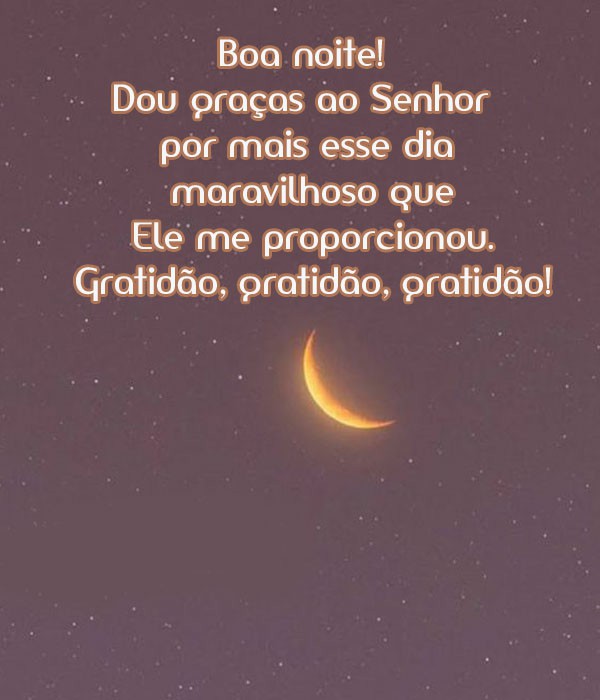 Boa noite!
Dou graças ao Senhor
por mais esse dia
maravilhoso que
Ele me proporcionou.
Gratidão, gratidão, gratidão!